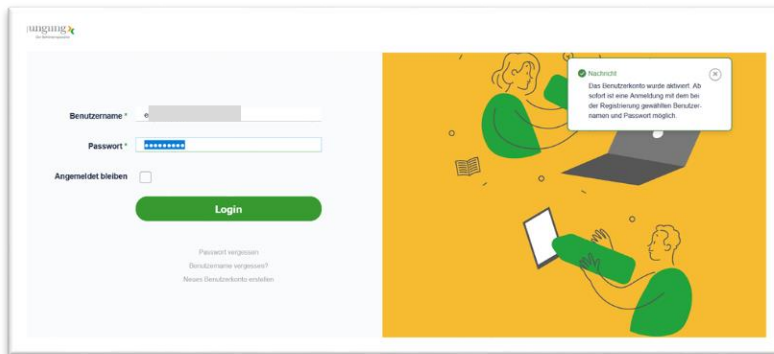 Benutzername *
e
Passwort *
Angemeldet bleiben
Login
Passwort vergessen
Benutzername vergessen?
Neues Benutzerkonto erstellen
Nachricht
Das Benutzerkonto wurde aktiviert. Ab
sofort ist eine Anmeldung mit dem bei
der Registrierung gewählten Benutzer-
namen und Passwort möglich.